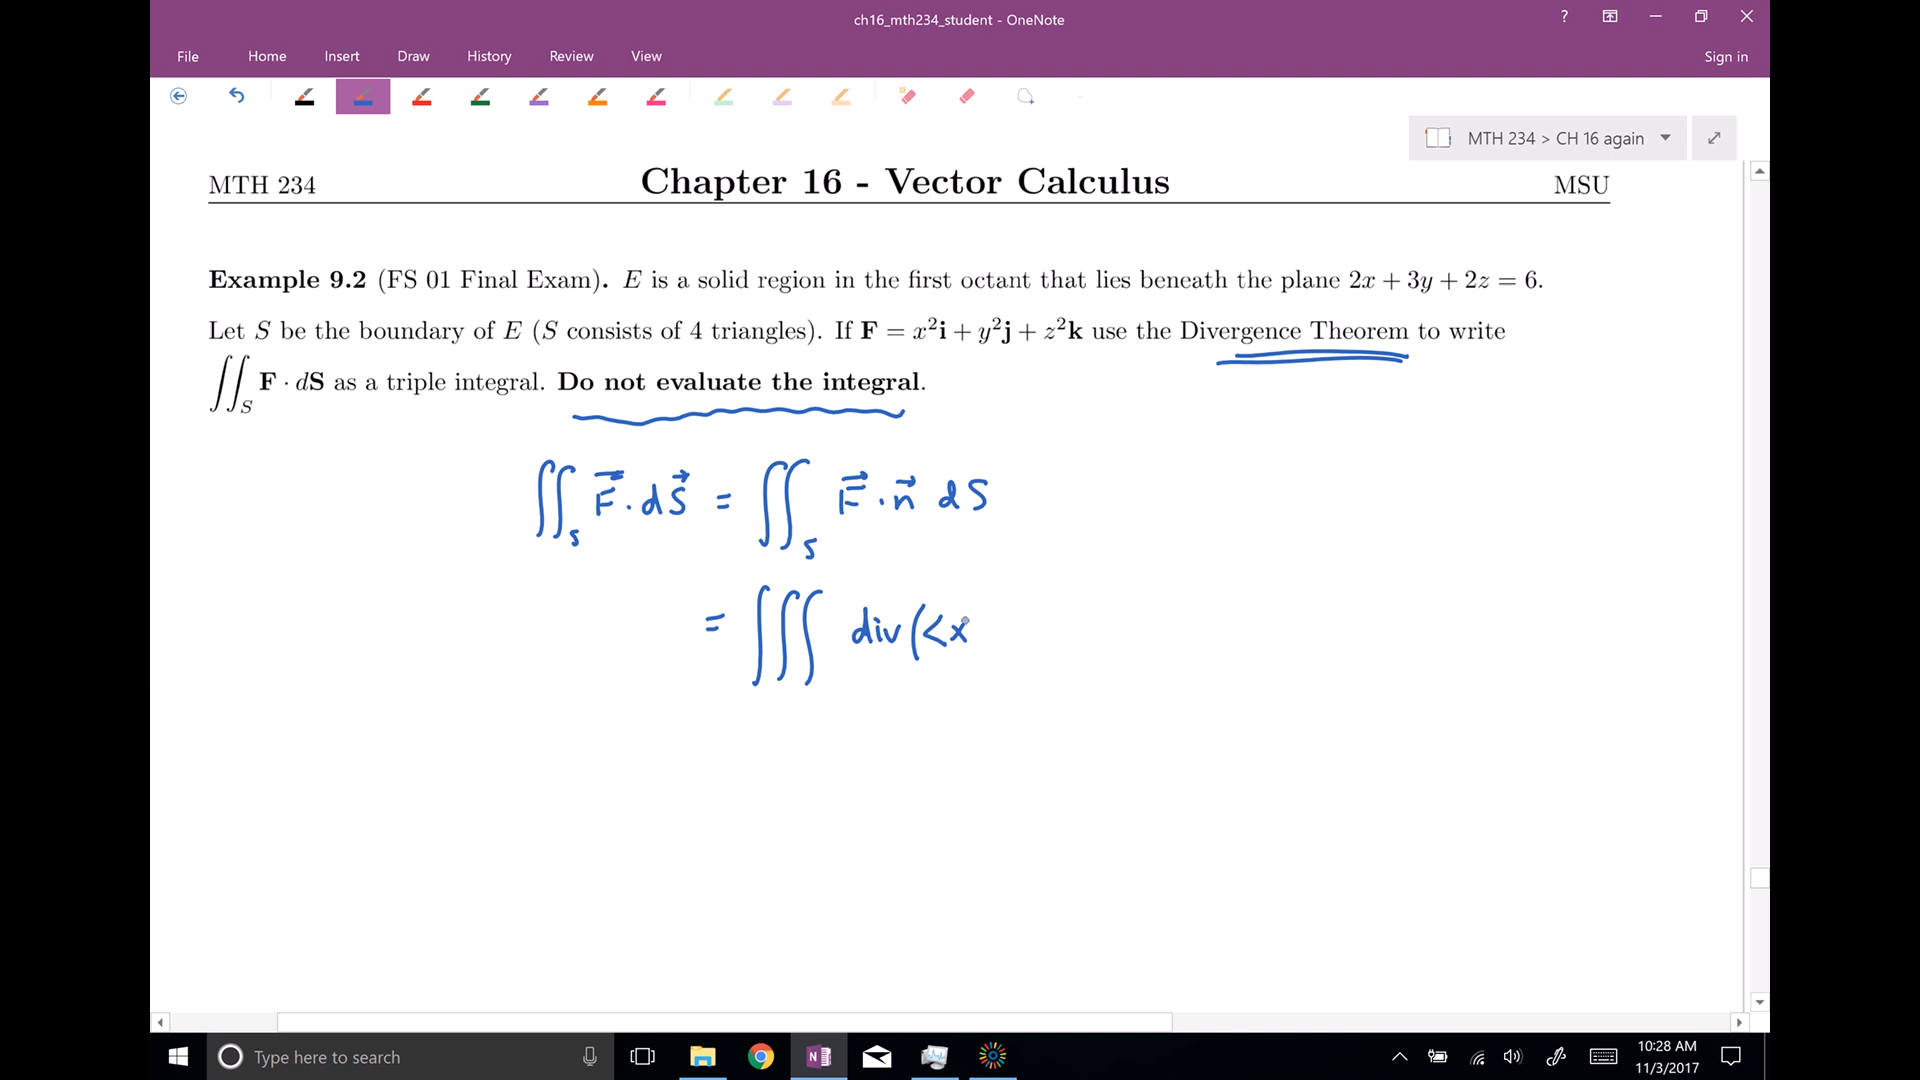 ch16_mth234_student - OneNote
?
File Home Insert Draw History Review View Sign in
MTH 234 > CH 16 again
MTH 234 Chapter 16 - Vector Calculus MSU
Example 9.2 (FS 01 Final Exam). E is a solid region in the first octant that lies beneath the plane 2x + 3y + 2z = 6.
Let S be the boundary of E (S consists of 4 triangles). If F = x²i + y²j + z²k use the Divergence Theorem to write
∬_S F · dS as a triple integral. Do not evaluate the integral.
∬_S F⃗ · dS⃗ = ∬_S F⃗ · n⃗ dS
= ∭ div(<x
Type here to search
N
10:28 AM
11/3/2017